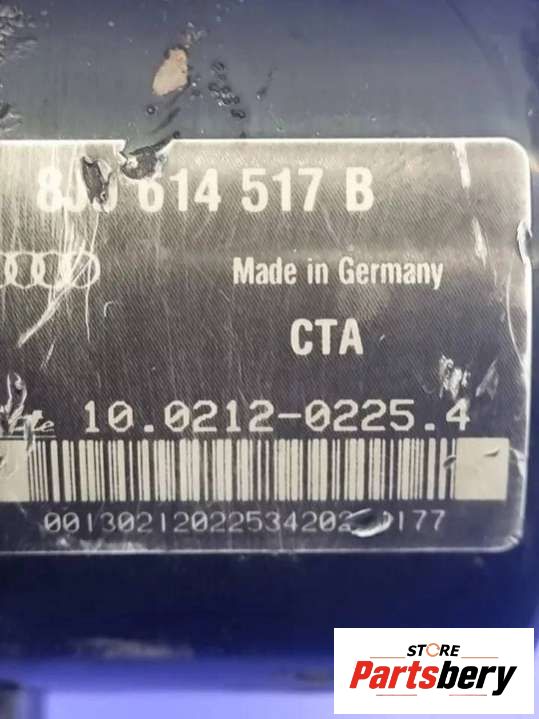 614 517 B
Made in Germany
CTA
10.0212-0225.4
STORE
Partsbery